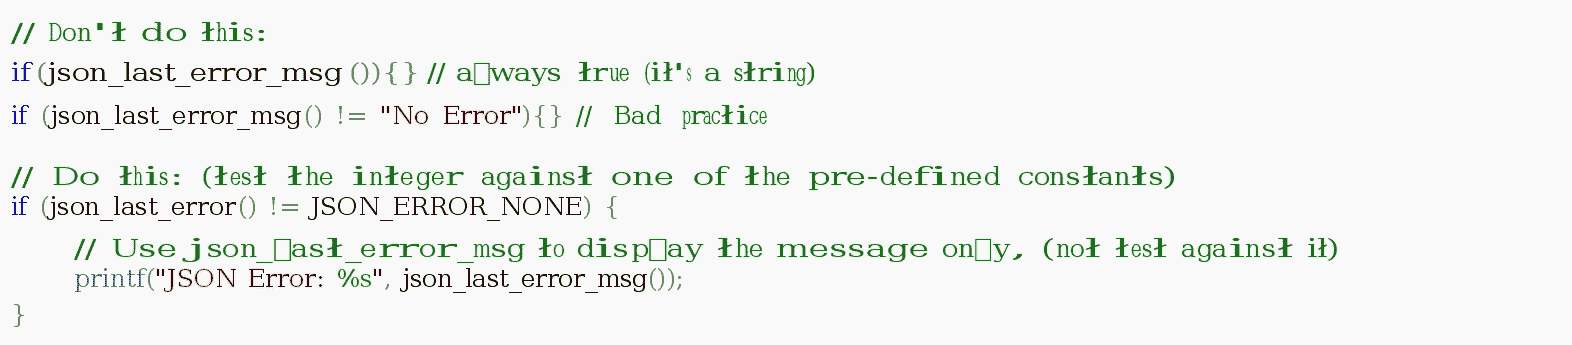 // Don't do this:
if(json_last_error_msg ()){} // always true (it's a string)
if (json_last_error_msg() != "No Error"){} // Bad practice
// Do this: (test the integer against one of the pre-defined constants)
if (json_last_error() != JSON_ERROR_NONE) {
// Use json_last_error_msg to display the message only, (not test against it)
printf("JSON Error: %s", json_last_error_msg());
}